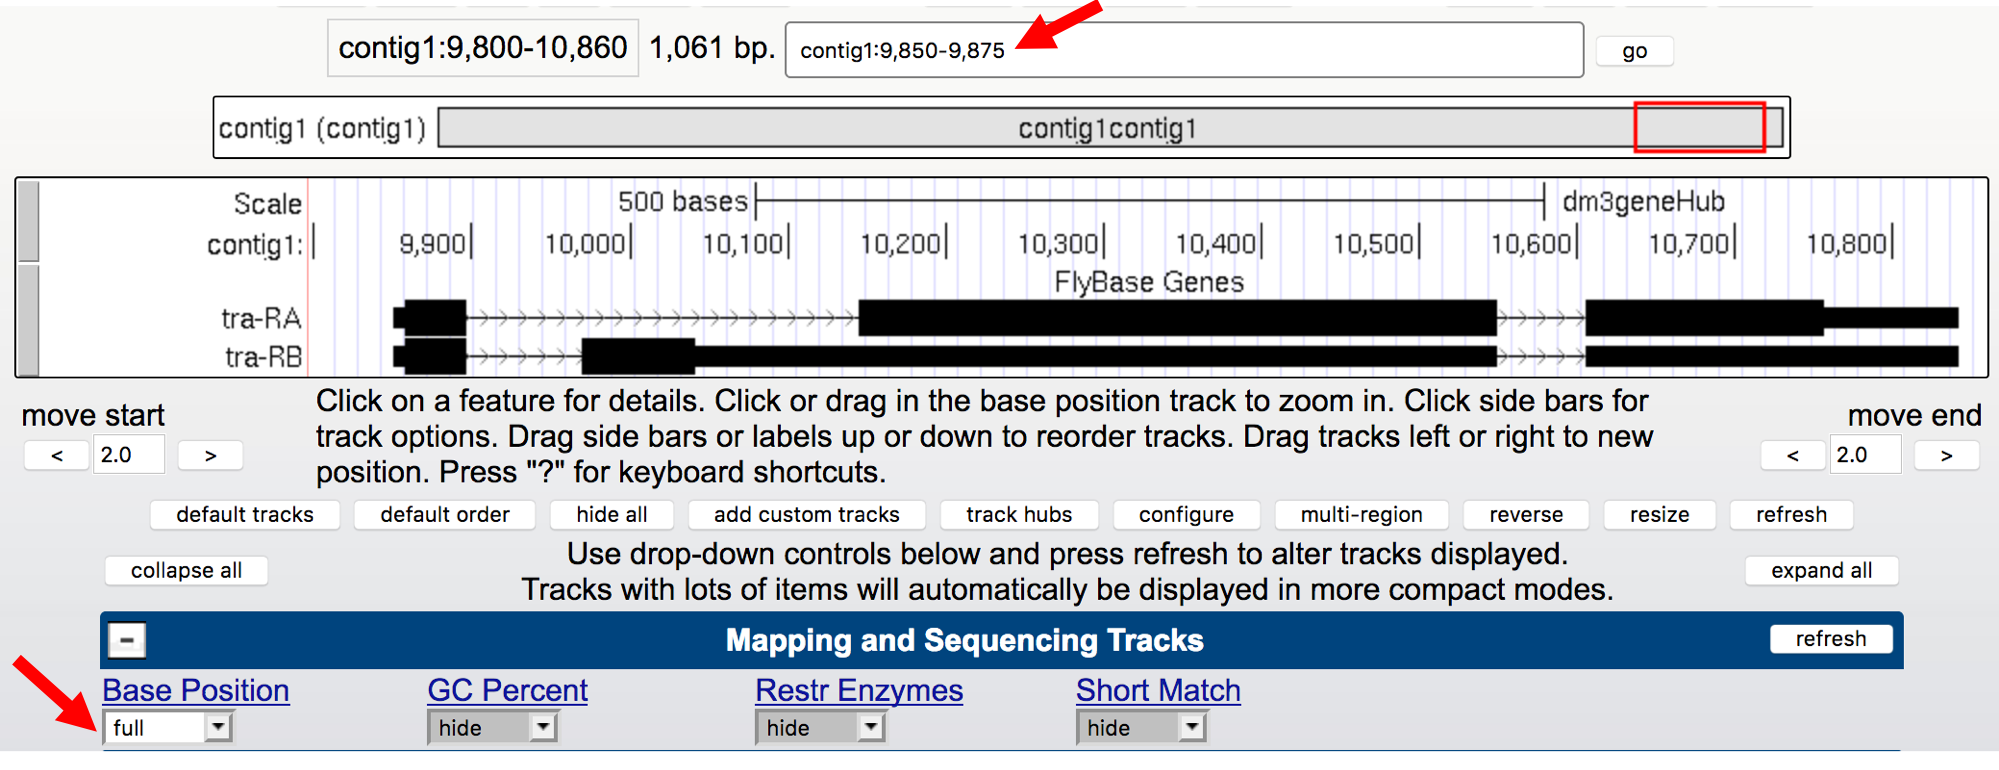 contig1:9,800-10,860 1,061 bp. contig1:9,850-9,875 go
contig1 (contig1) contig1contig1
Scale 500 bases dm3geneHub
contig1: 9,900 10,000 10,100 10,200 10,300 10,400 10,500 10,600 10,700 10,800
FlyBase Genes
tra-RA
tra-RB
move start
< 2.0 >
Click on a feature for details. Click or drag in the base position track to zoom in. Click side bars for
track options. Drag side bars or labels up or down to reorder tracks. Drag tracks left or right to new
position. Press "?" for keyboard shortcuts.
move end
< 2.0 >
default tracks default order hide all add custom tracks track hubs configure multi-region reverse resize refresh
collapse all
Use drop-down controls below and press refresh to alter tracks displayed.
Tracks with lots of items will automatically be displayed in more compact modes.
expand all
- Mapping and Sequencing Tracks refresh
Base Position GC Percent Restr Enzymes Short Match
full hide hide hide